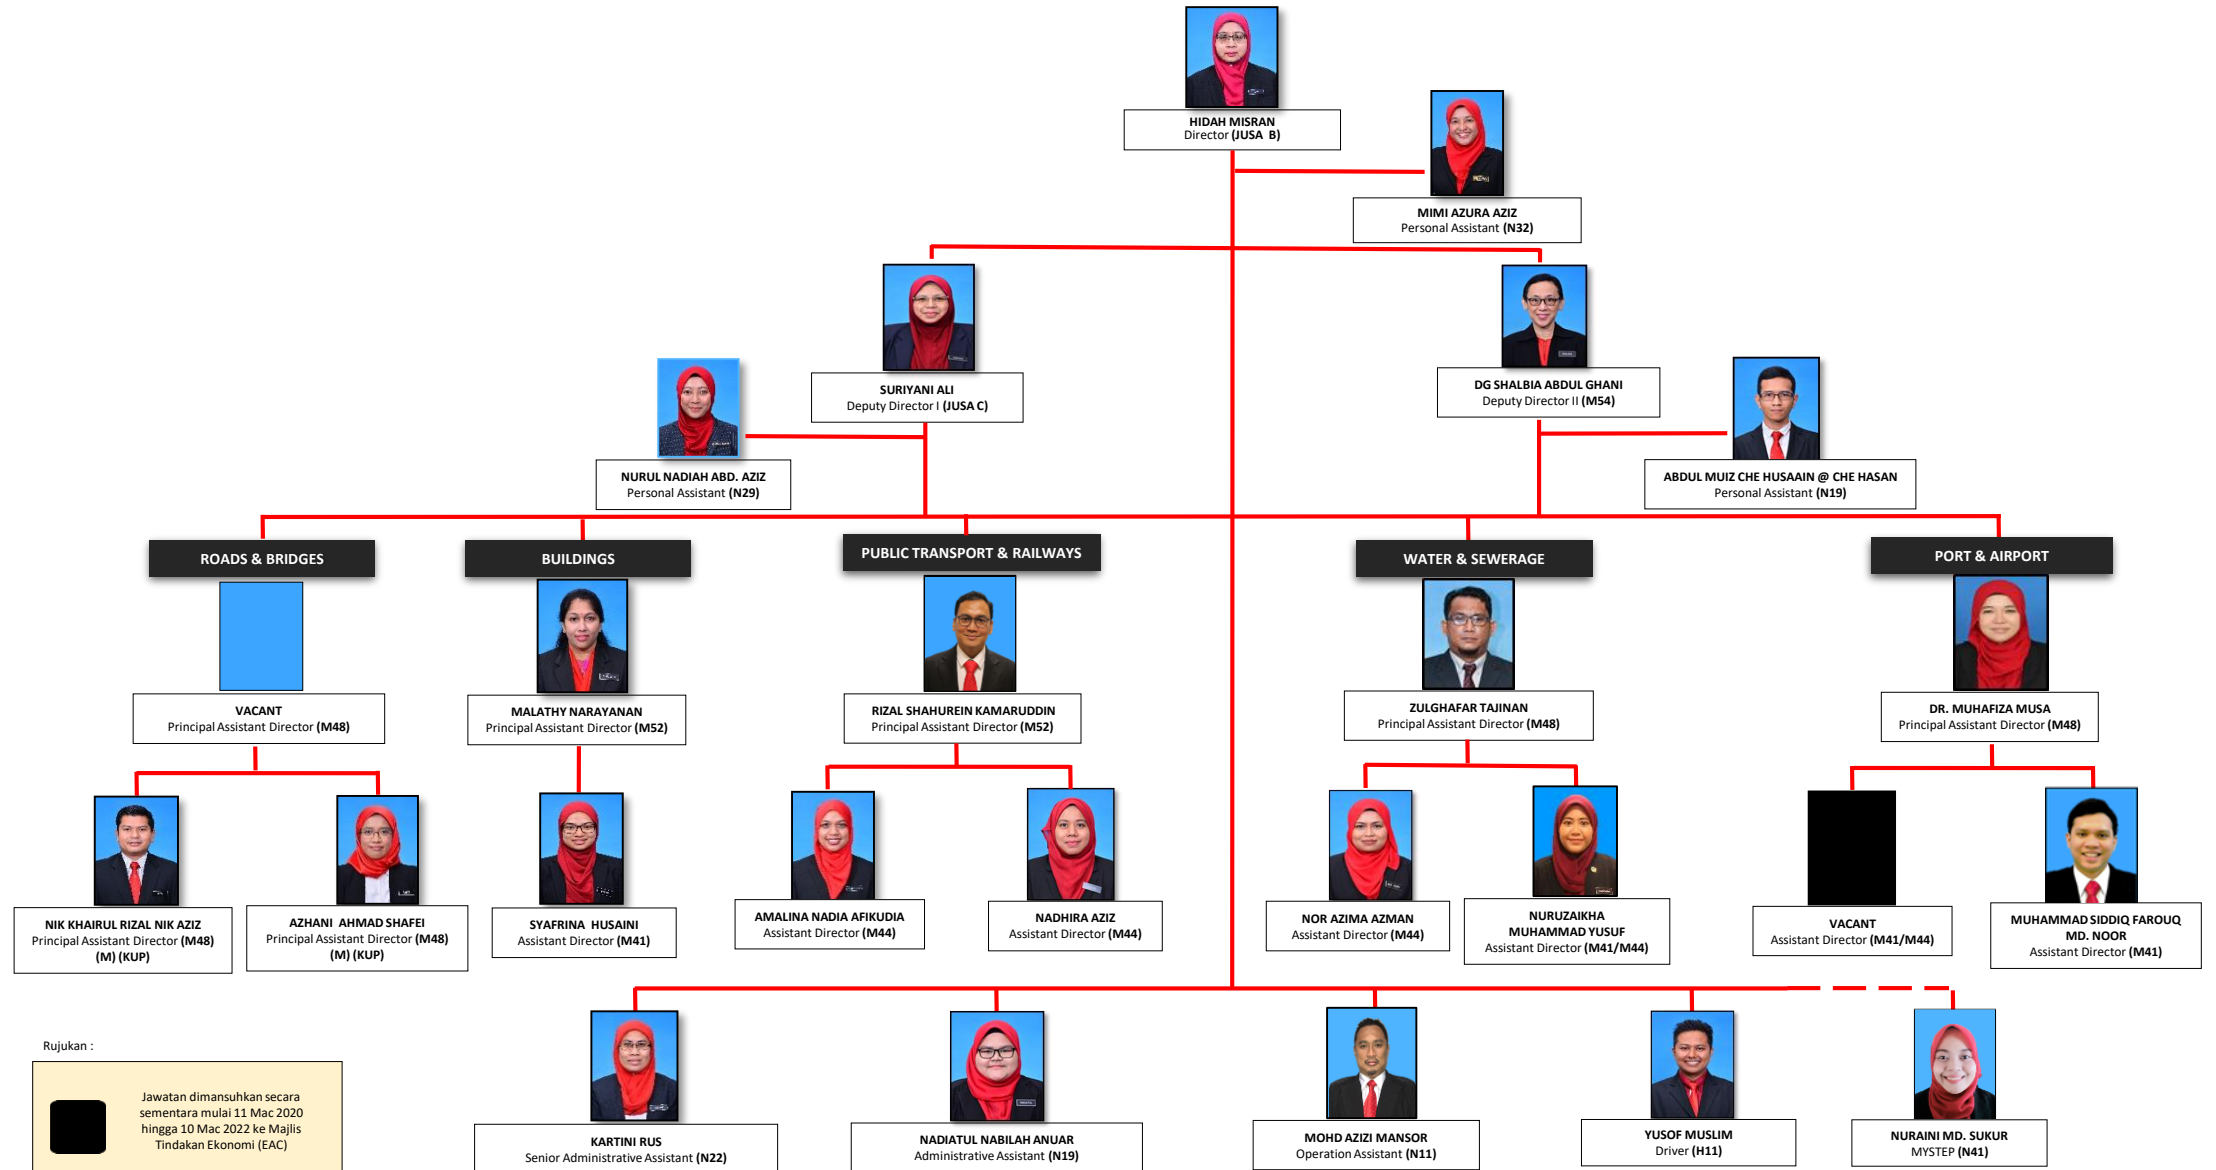 HIDAH MISRAN
Director (JUSA B)
MIMI AZURA AZIZ
Personal Assistant (N32)
SURIYANI ALI
Deputy Director I (JUSA C)
DG SHALBIA ABDUL GHANI
Deputy Director II (M54)
NURUL NADIAH ABD. AZIZ
Personal Assistant (N29)
ABDUL MUIZ CHE HUSAAIN @ CHE HASAN
Personal Assistant (N19)
ROADS & BRIDGES
BUILDINGS
PUBLIC TRANSPORT & RAILWAYS
WATER & SEWERAGE
PORT & AIRPORT
VACANT
Principal Assistant Director (M48)
MALATHY NARAYANAN
Principal Assistant Director (M52)
RIZAL SHAHUREIN KAMARUDDIN
Principal Assistant Director (M52)
ZULGHAFAR TAJINAN
Principal Assistant Director (M48)
DR. MUHAFIZA MUSA
Principal Assistant Director (M48)
NIK KHAIRUL RIZAL NIK AZIZ
Principal Assistant Director (M48)
(M) (KUP)
AZHANI AHMAD SHAFEI
Principal Assistant Director (M48)
(M) (KUP)
SYAFRINA HUSAINI
Assistant Director (M41)
AMALINA NADIA AFIKUDIA
Assistant Director (M44)
NADHIRA AZIZ
Assistant Director (M44)
NOR AZIMA AZMAN
Assistant Director (M44)
NURUZAIKHA
MUHAMMAD YUSUF
Assistant Director (M41/M44)
VACANT
Assistant Director (M41/M44)
MUHAMMAD SIDDIQ FAROUQ
MD. NOOR
Assistant Director (M41)
Rujukan :
Jawatan dimansuhkan secara
sementara mulai 11 Mac 2020
hingga 10 Mac 2022 ke Majlis
Tindakan Ekonomi (EAC)
KARTINI RUS
Senior Administrative Assistant (N22)
NADIATUL NABILAH ANUAR
Administrative Assistant (N19)
MOHD AZIZI MANSOR
Operation Assistant (N11)
YUSOF MUSLIM
Driver (H11)
NURAINI MD. SUKUR
MYSTEP (N41)